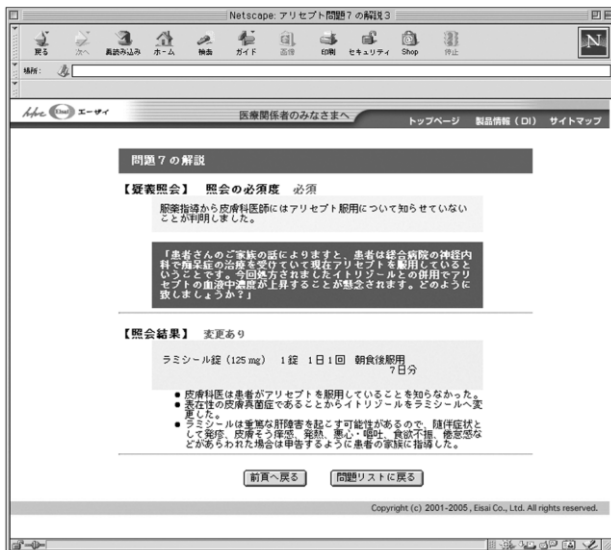 Netscape: アリセプト問題7 の解説3
戻る 次へ 再読み込み ホーム 検索 ガイド 画像 印刷 セキュリティ Shop 停止
N
場所:
hhc Eisai エーザイ
医療関係者のみなさまへ
トップページ 製品情報(DI) サイトマップ
問題7の解説
【疑義照会】 照会の必須度 必須
服薬指導から皮膚科医師にはアリセプト服用について知らせていない
ことが判明しました。
「患者さんのご家族の話によりますと、患者は総合病院の神経内
科で痴呆症の治療を受けていて現在アリセプトを服用していると
いうことです。今回処方されましたイトリゾールとの併用でアリ
セプトの血液中濃度が上昇することが懸念されます。どのように
致しましょうか?」
【照会結果】 変更あり
ラミシール錠(125 mg) 1錠 1日1回 朝食後服用
7日分
● 皮膚科医は患者がアリセプトを服用していることを知らなかった。
● 表在性の皮膚真菌症であることからイトリゾールをラミシールへ変
更した。
● ラミシールは重篤な肝障害を起こす可能性があるので、随伴症状と
して発疹、皮膚そう痒感、発熱、悪心・嘔吐、食欲不振、倦怠感な
どがあらわれた場合は申告するように患者の家族に指導した。
前頁へ戻る 問題リストに戻る
Copyright (c) 2001-2005 , Eisai Co., Ltd. All rights reserved.